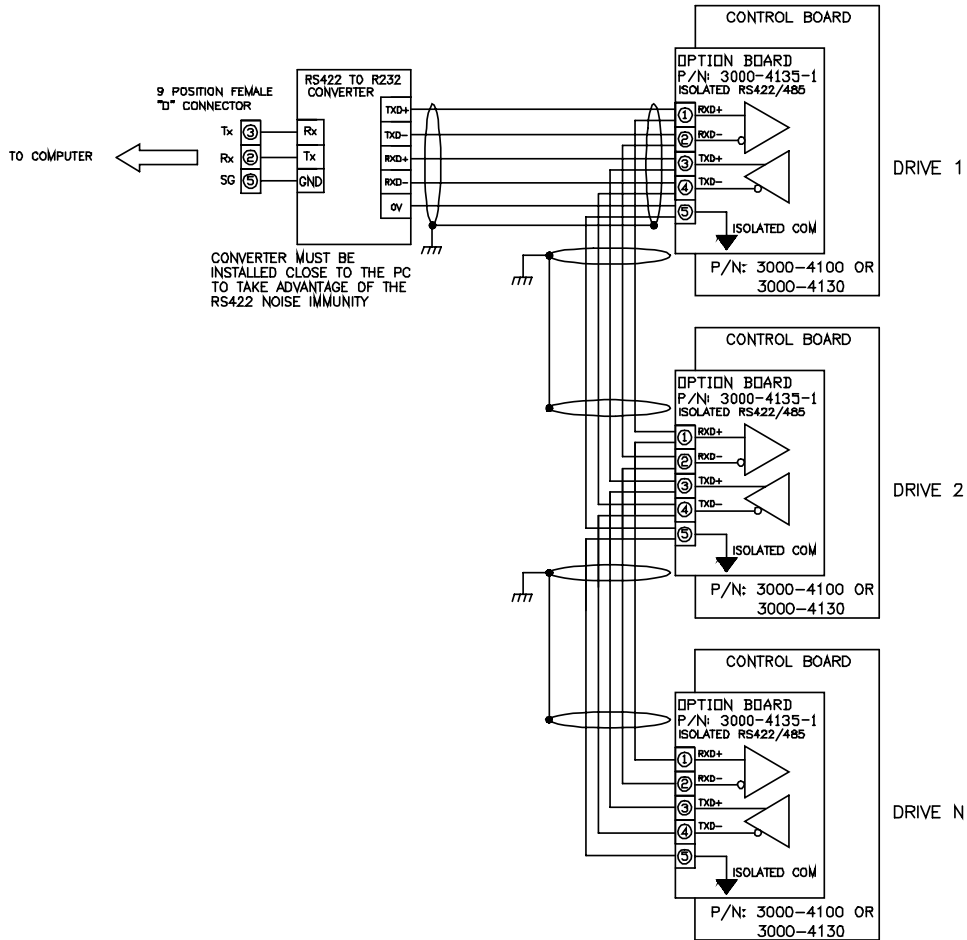 CONTROL BOARD
OPTION BOARD
P/N: 3000-4135-1
ISOLATED RS422/485
1 RXD+
2 RXD-
3 TXD+
4 TXD-
5
ISOLATED COM
P/N: 3000-4100 OR
3000-4130
DRIVE 1
RS422 TO R232
CONVERTER
TXD+
TXD-
RXD+
RXD-
0V
Rx
Tx
GND
9 POSITION FEMALE
"D" CONNECTOR
Tx 3
Rx 2
SG 5
TO COMPUTER
CONVERTER MUST BE
INSTALLED CLOSE TO THE PC
TO TAKE ADVANTAGE OF THE
RS422 NOISE IMMUNITY
CONTROL BOARD
OPTION BOARD
P/N: 3000-4135-1
ISOLATED RS422/485
1 RXD+
2 RXD-
3 TXD+
4 TXD-
5
ISOLATED COM
P/N: 3000-4100 OR
3000-4130
DRIVE 2
CONTROL BOARD
OPTION BOARD
P/N: 3000-4135-1
ISOLATED RS422/485
1 RXD+
2 RXD-
3 TXD+
4 TXD-
5
ISOLATED COM
P/N: 3000-4100 OR
3000-4130
DRIVE N